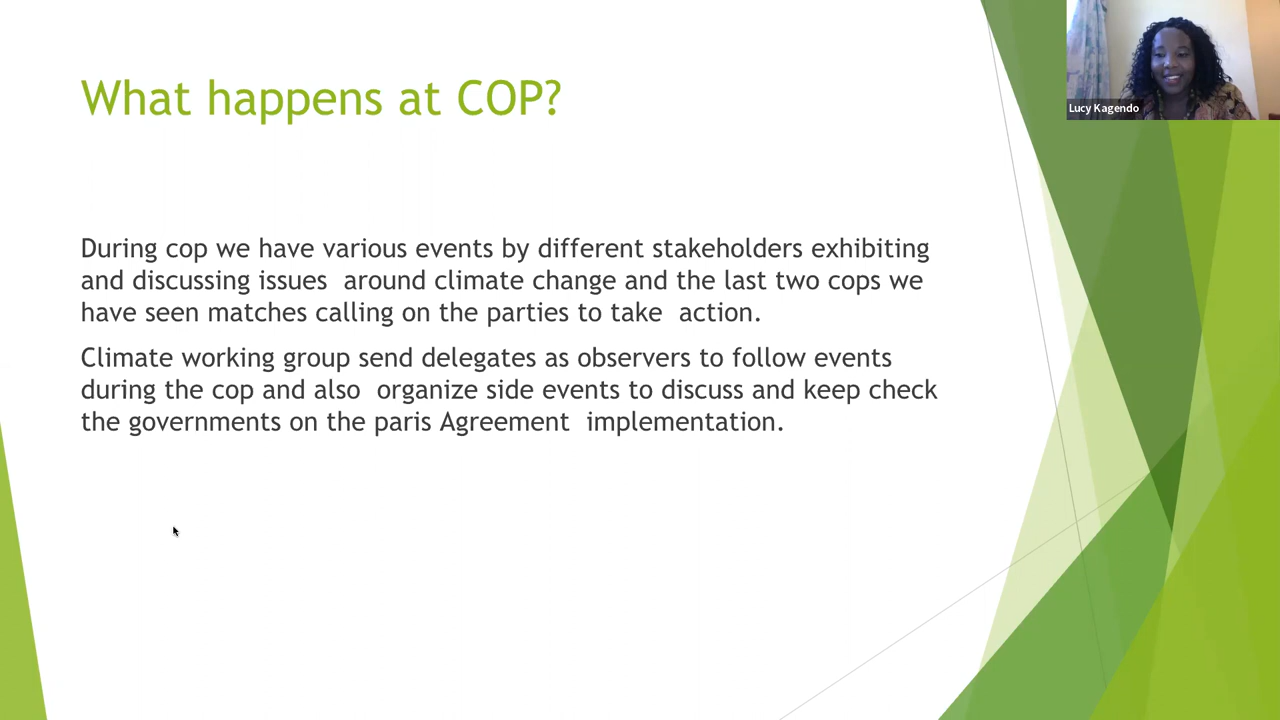 What happens at COP?
Lucy Kagendo
During cop we have various events by different stakeholders exhibiting
and discussing issues  around climate change and the last two cops we
have seen matches calling on the parties to take  action.
Climate working group send delegates as observers to follow events
during the cop and also  organize side events to discuss and keep check
the governments on the paris Agreement  implementation.